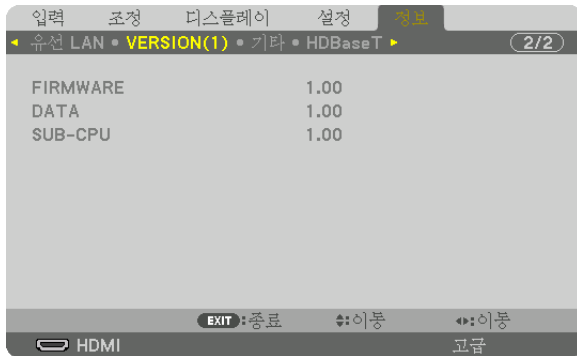 입력 조정 디스플레이 설정 정보
유선 LAN • VERSION(1) • 기타 • HDBaseT 2/2
FIRMWARE 1.00
DATA 1.00
SUB-CPU 1.00
EXIT :종료 :이동 :이동
HDMI 고급